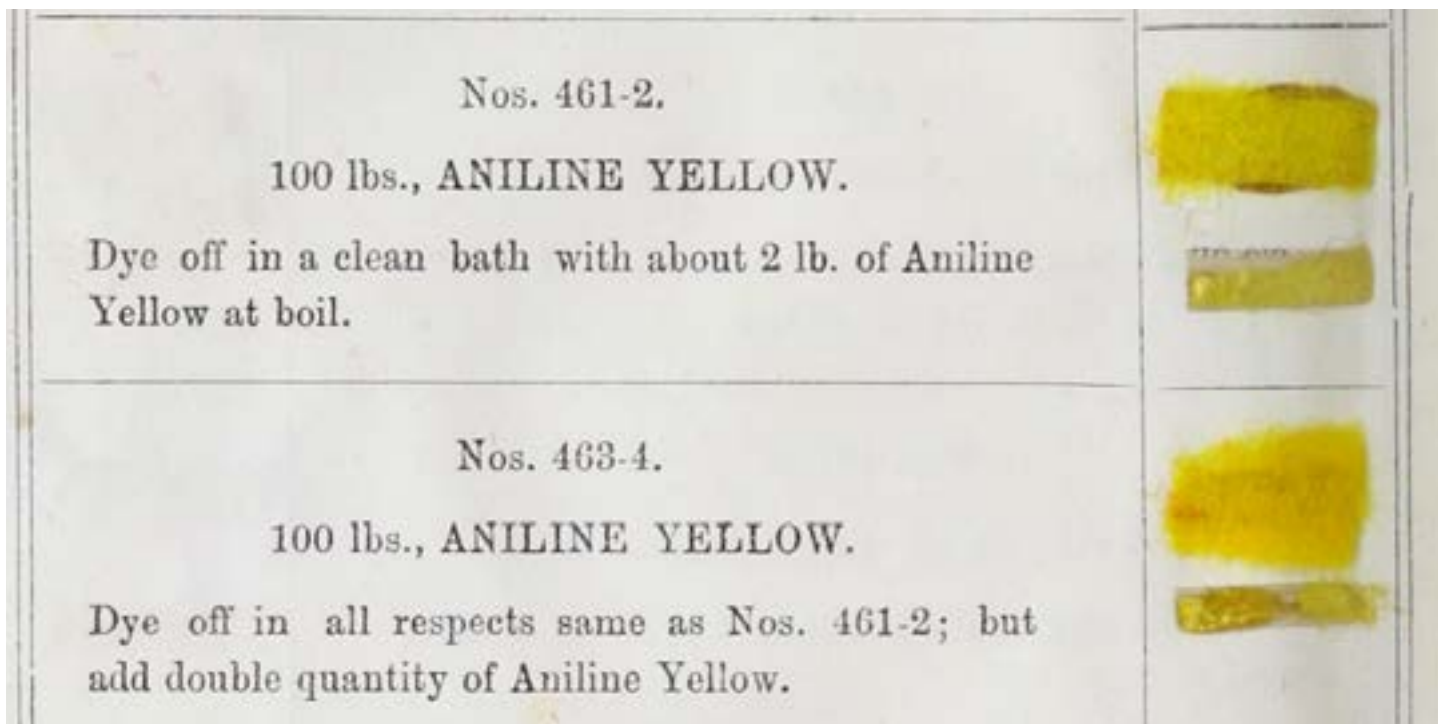 Nos. 461-2.
100 lbs., ANILINE YELLOW.
Dye off in a clean bath with about 2 lb. of Aniline
Yellow at boil.
Nos. 463-4.
100 lbs., ANILINE YELLOW.
Dye off in all respects same as Nos. 461-2; but
add double quantity of Aniline Yellow.